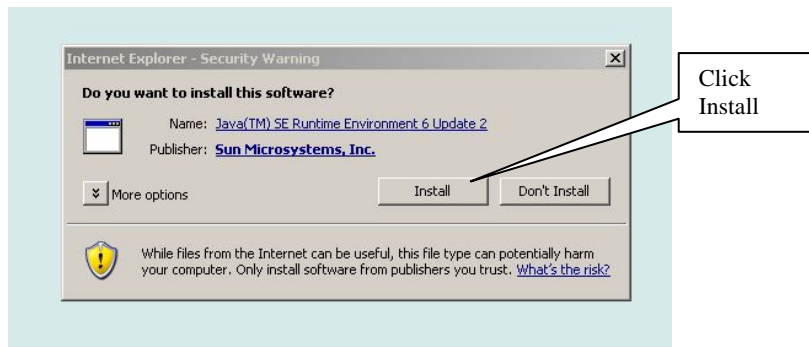 Internet Explorer - Security Warning
Do you want to install this software?
Name: Java(TM) SE Runtime Environment 6 Update 2
Publisher: Sun Microsystems, Inc.
More options
Install
Don't Install
While files from the Internet can be useful, this file type can potentially harm
your computer. Only install software from publishers you trust. What's the risk?
Click
Install